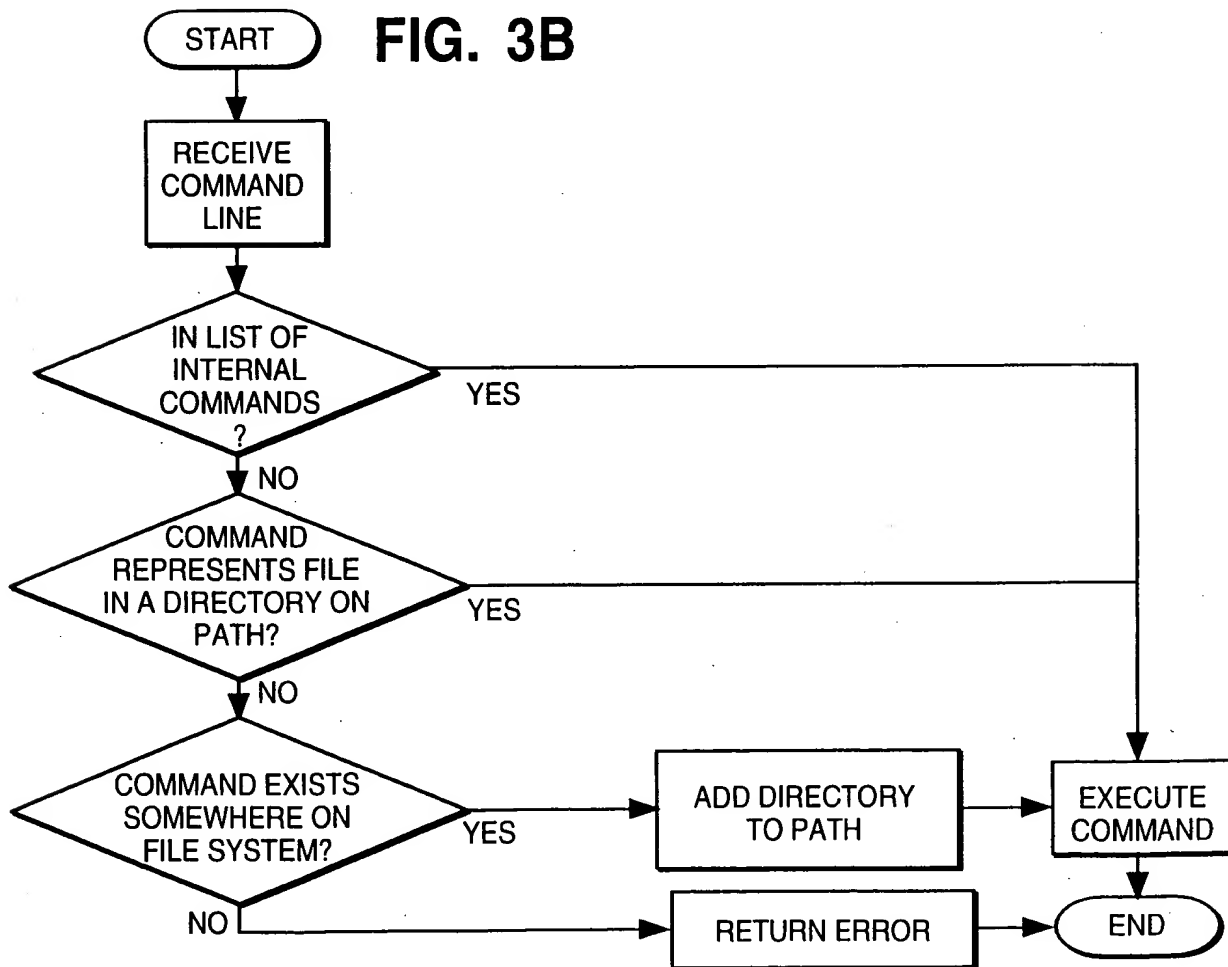 START
FIG. 3B
RECEIVE
COMMAND
LINE
IN LIST OF
INTERNAL
COMMANDS
?
YES
NO
COMMAND
REPRESENTS FILE
IN A DIRECTORY ON
PATH?
YES
NO
COMMAND EXISTS
SOMEWHERE ON
FILE SYSTEM?
YES
ADD DIRECTORY
TO PATH
EXECUTE
COMMAND
NO
RETURN ERROR
END